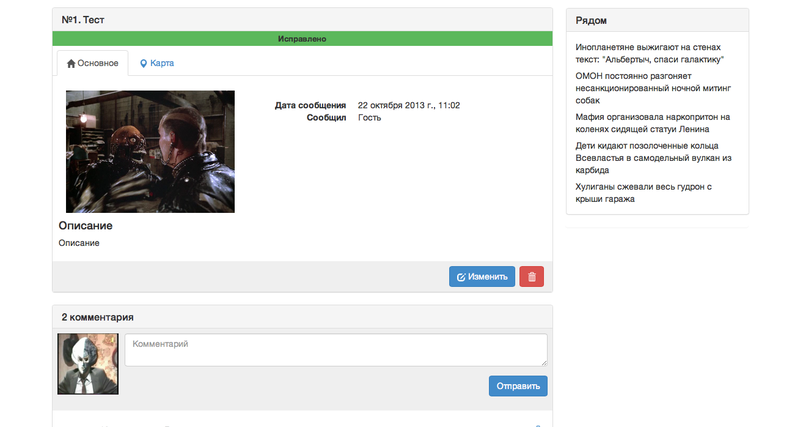 №1. Тест
Исправлено
Основное
Карта
Дата сообщения 22 октября 2013 г., 11:02
Сообщил Гость
Описание
Описание
Изменить
2 комментария
Комментарий
Отправить
Рядом
Инопланетяне выжигают на стенах
текст: "Альбертыч, спаси галактику"
ОМОН постоянно разгоняет
несанкционированный ночной митинг
собак
Мафия организовала наркопритон на
коленях сидящей статуи Ленина
Дети кидают позолоченные кольца
Всевластья в самодельный вулкан из
карбида
Хулиганы сжевали весь гудрон с
крыши гаража